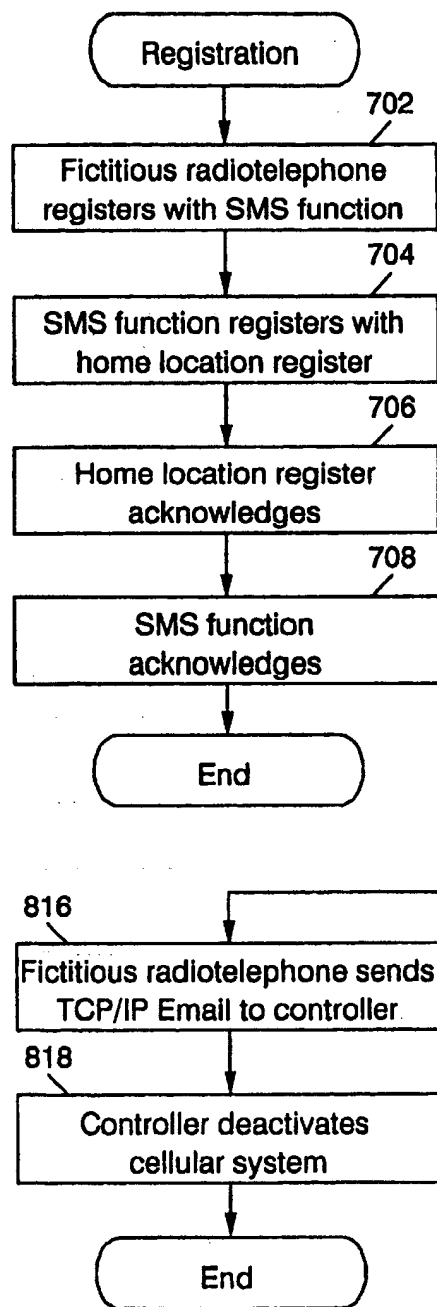 Registration
702
Fictitious radiotelephone
registers with SMS function
704
SMS function registers with
home location register
706
Home location register
acknowledges
708
SMS function
acknowledges
End
816
Fictitious radiotelephone sends
TCP/IP Email to controller
818
Controller deactivates
cellular system
End